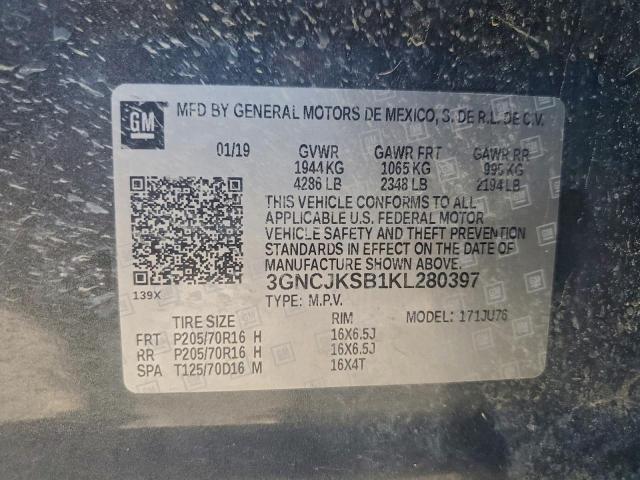 GM
MFD BY GENERAL MOTORS DE MEXICO, S. DE R.L. DE C.V.
01/19 GVWR GAWR FRT GAWR RR
1944 KG 1065 KG 995 KG
4286 LB 2348 LB 2194 LB
THIS VEHICLE CONFORMS TO ALL
APPLICABLE U.S. FEDERAL MOTOR
VEHICLE SAFETY AND THEFT PREVENTION
STANDARDS IN EFFECT ON THE DATE OF
MANUFACTURE SHOWN ABOVE.
139X 3GNCJKSB1KL280397
TYPE: M.P.V.
TIRE SIZE RIM MODEL: 171JU76
FRT P205/70R16 H 16X6.5J
RR P205/70R16 H 16X6.5J
SPA T125/70D16 M 16X4T